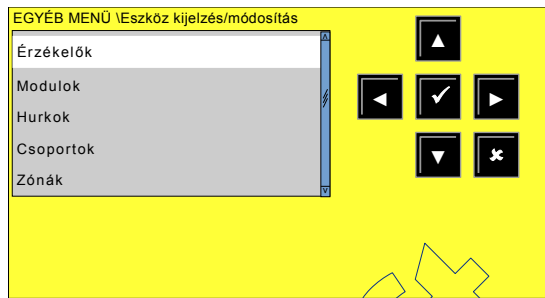 EGYÉB MENÜ \Eszköz kijelzés/módosítás
Érzékelők
Modulok
Hurkok
Csoportok
Zónák